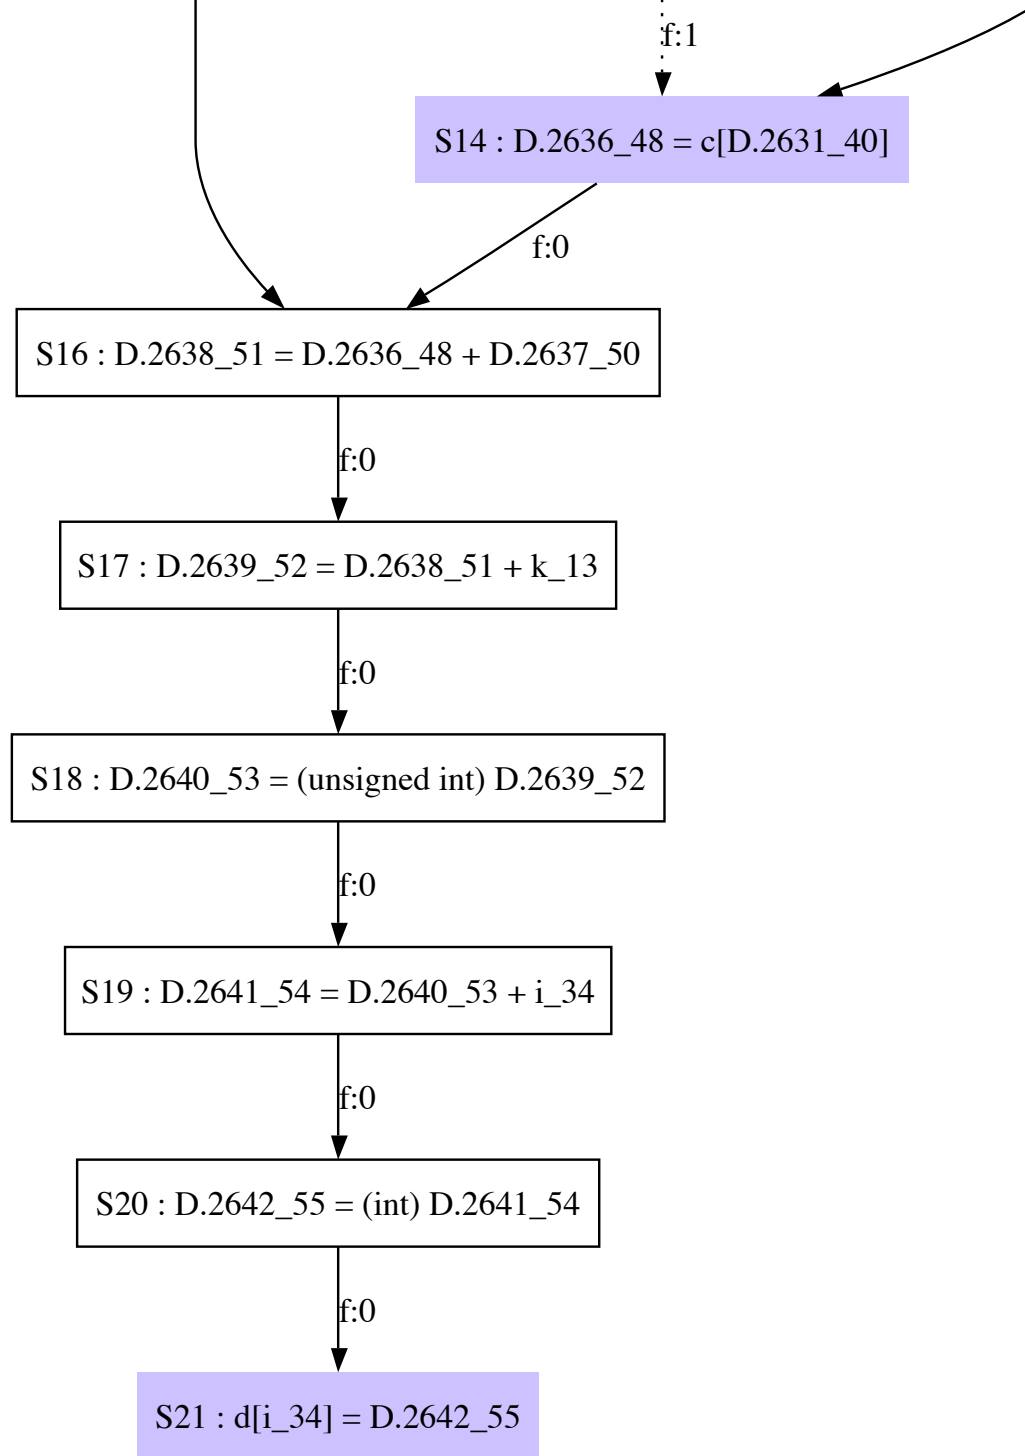 f:1
S14 : D.2636_48 = c[D.2631_40]
f:0
S16 : D.2638_51 = D.2636_48 + D.2637_50
f:0
S17 : D.2639_52 = D.2638_51 + k_13
f:0
S18 : D.2640_53 = (unsigned int) D.2639_52
f:0
S19 : D.2641_54 = D.2640_53 + i_34
f:0
S20 : D.2642_55 = (int) D.2641_54
f:0
S21 : d[i_34] = D.2642_55